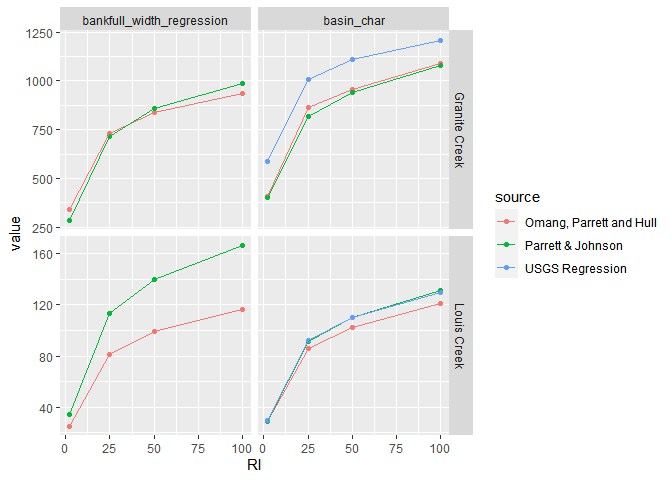 bankfull_width_regression basin_char
1250
1000
750
500
250
Granite Creek
160
120
80
40
Louis Creek
0 25 50 75 100 0 25 50 75 100
RI
value
source
Omang, Parrett and Hull
Parrett & Johnson
USGS Regression